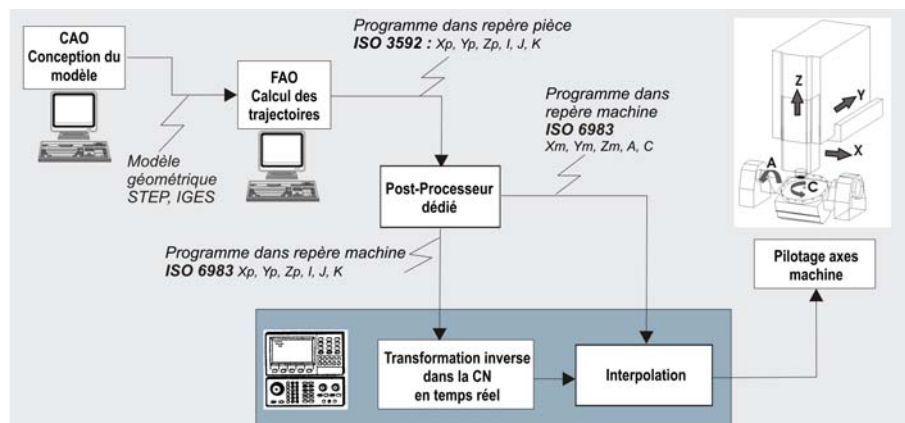 CAO
Conception du
modèle
FAO
Calcul des
trajectoires
Modèle
géométrique
STEP, IGES
Programme dans repère pièce
ISO 3592 : Xp, Yp, Zp, I, J, K
Programme dans
repère machine
ISO 6983
Xm, Ym, Zm, A, C
Post-Processeur
dédié
Programme dans repère machine
ISO 6983 Xp, Yp, Zp, I, J, K
Transformation inverse
dans la CN
en temps réel
Interpolation
Pilotage axes
machine
Z
Y
X
A
C